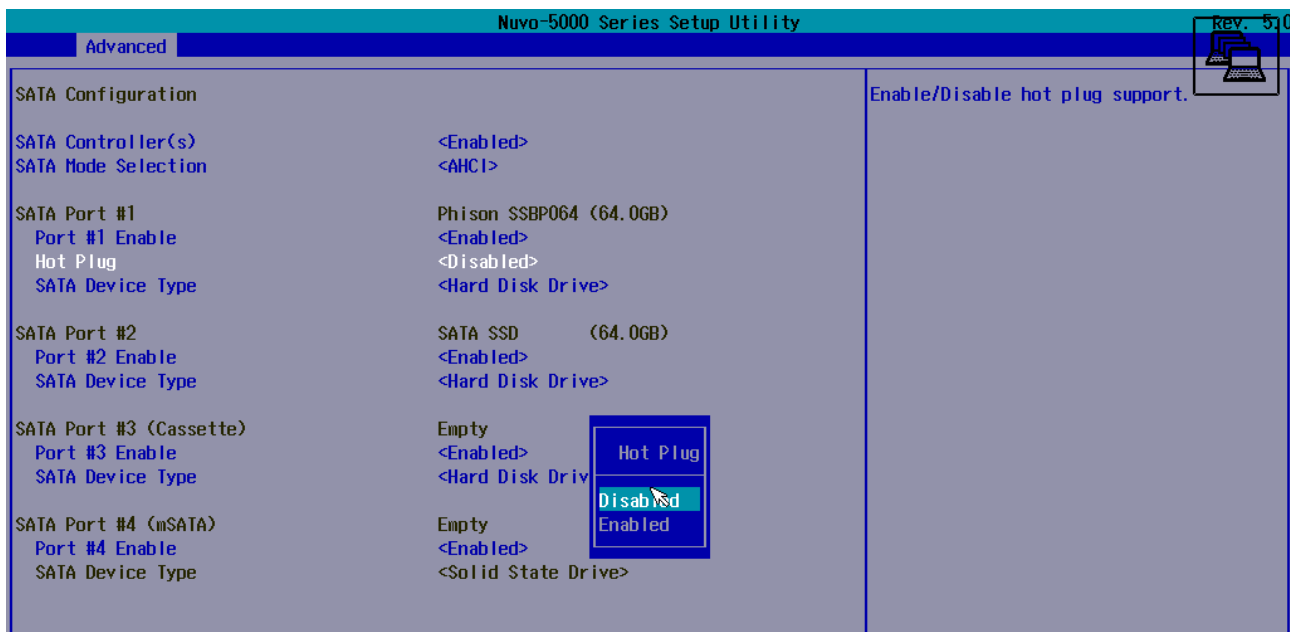 Nuvo-5000 Series Setup Utility Rev. 5.0
Advanced
SATA Configuration
Enable/Disable hot plug support.
SATA Controller(s) <Enabled>
SATA Mode Selection <AHCI>
SATA Port #1 Phison SSBP064 (64.0GB)
Port #1 Enable <Enabled>
Hot Plug <Disabled>
SATA Device Type <Hard Disk Drive>
SATA Port #2 SATA SSD (64.0GB)
Port #2 Enable <Enabled>
SATA Device Type <Hard Disk Drive>
SATA Port #3 (Cassette) Empty
Port #3 Enable <Enabled>
SATA Device Type <Hard Disk Driv
SATA Port #4 (mSATA) Empty
Port #4 Enable <Enabled>
SATA Device Type <Solid State Drive>
Hot Plug
Disabled
Enabled